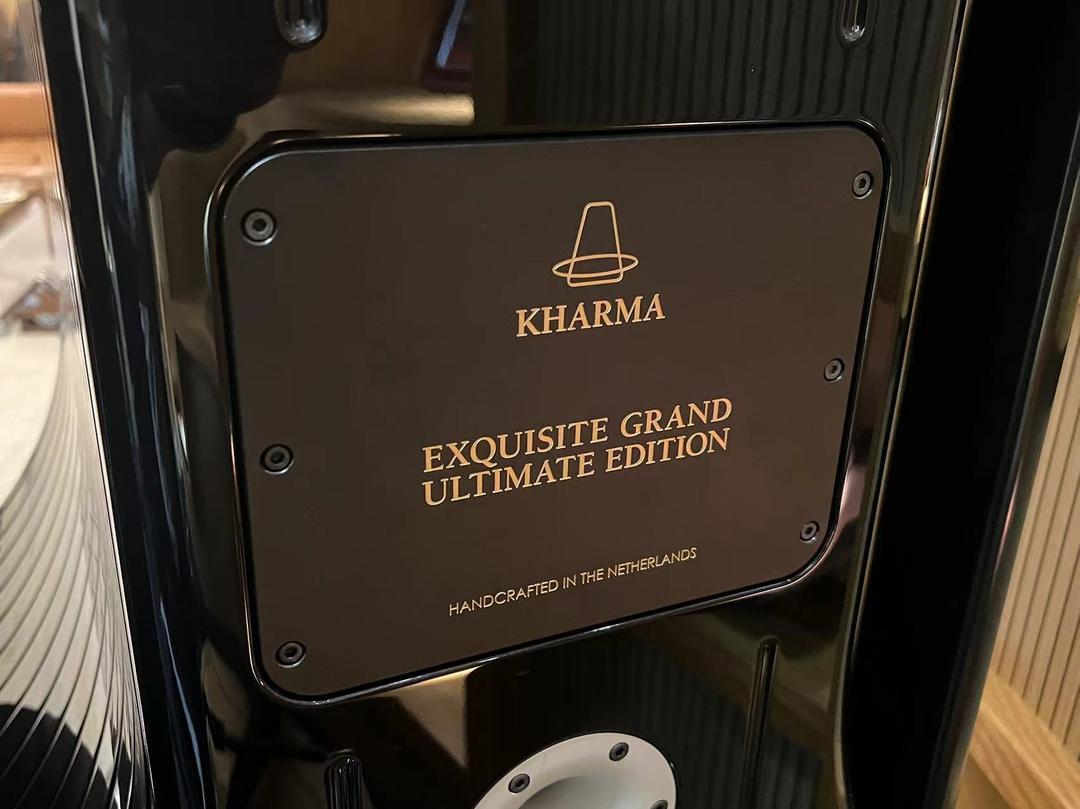 KHARMA
EXQUISITE GRAND
ULTIMATE EDITION
HANDCRAFTED IN THE NETHERLANDS